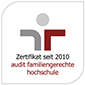 Zertifikat seit 2010
audit familiengerechte
hochschule